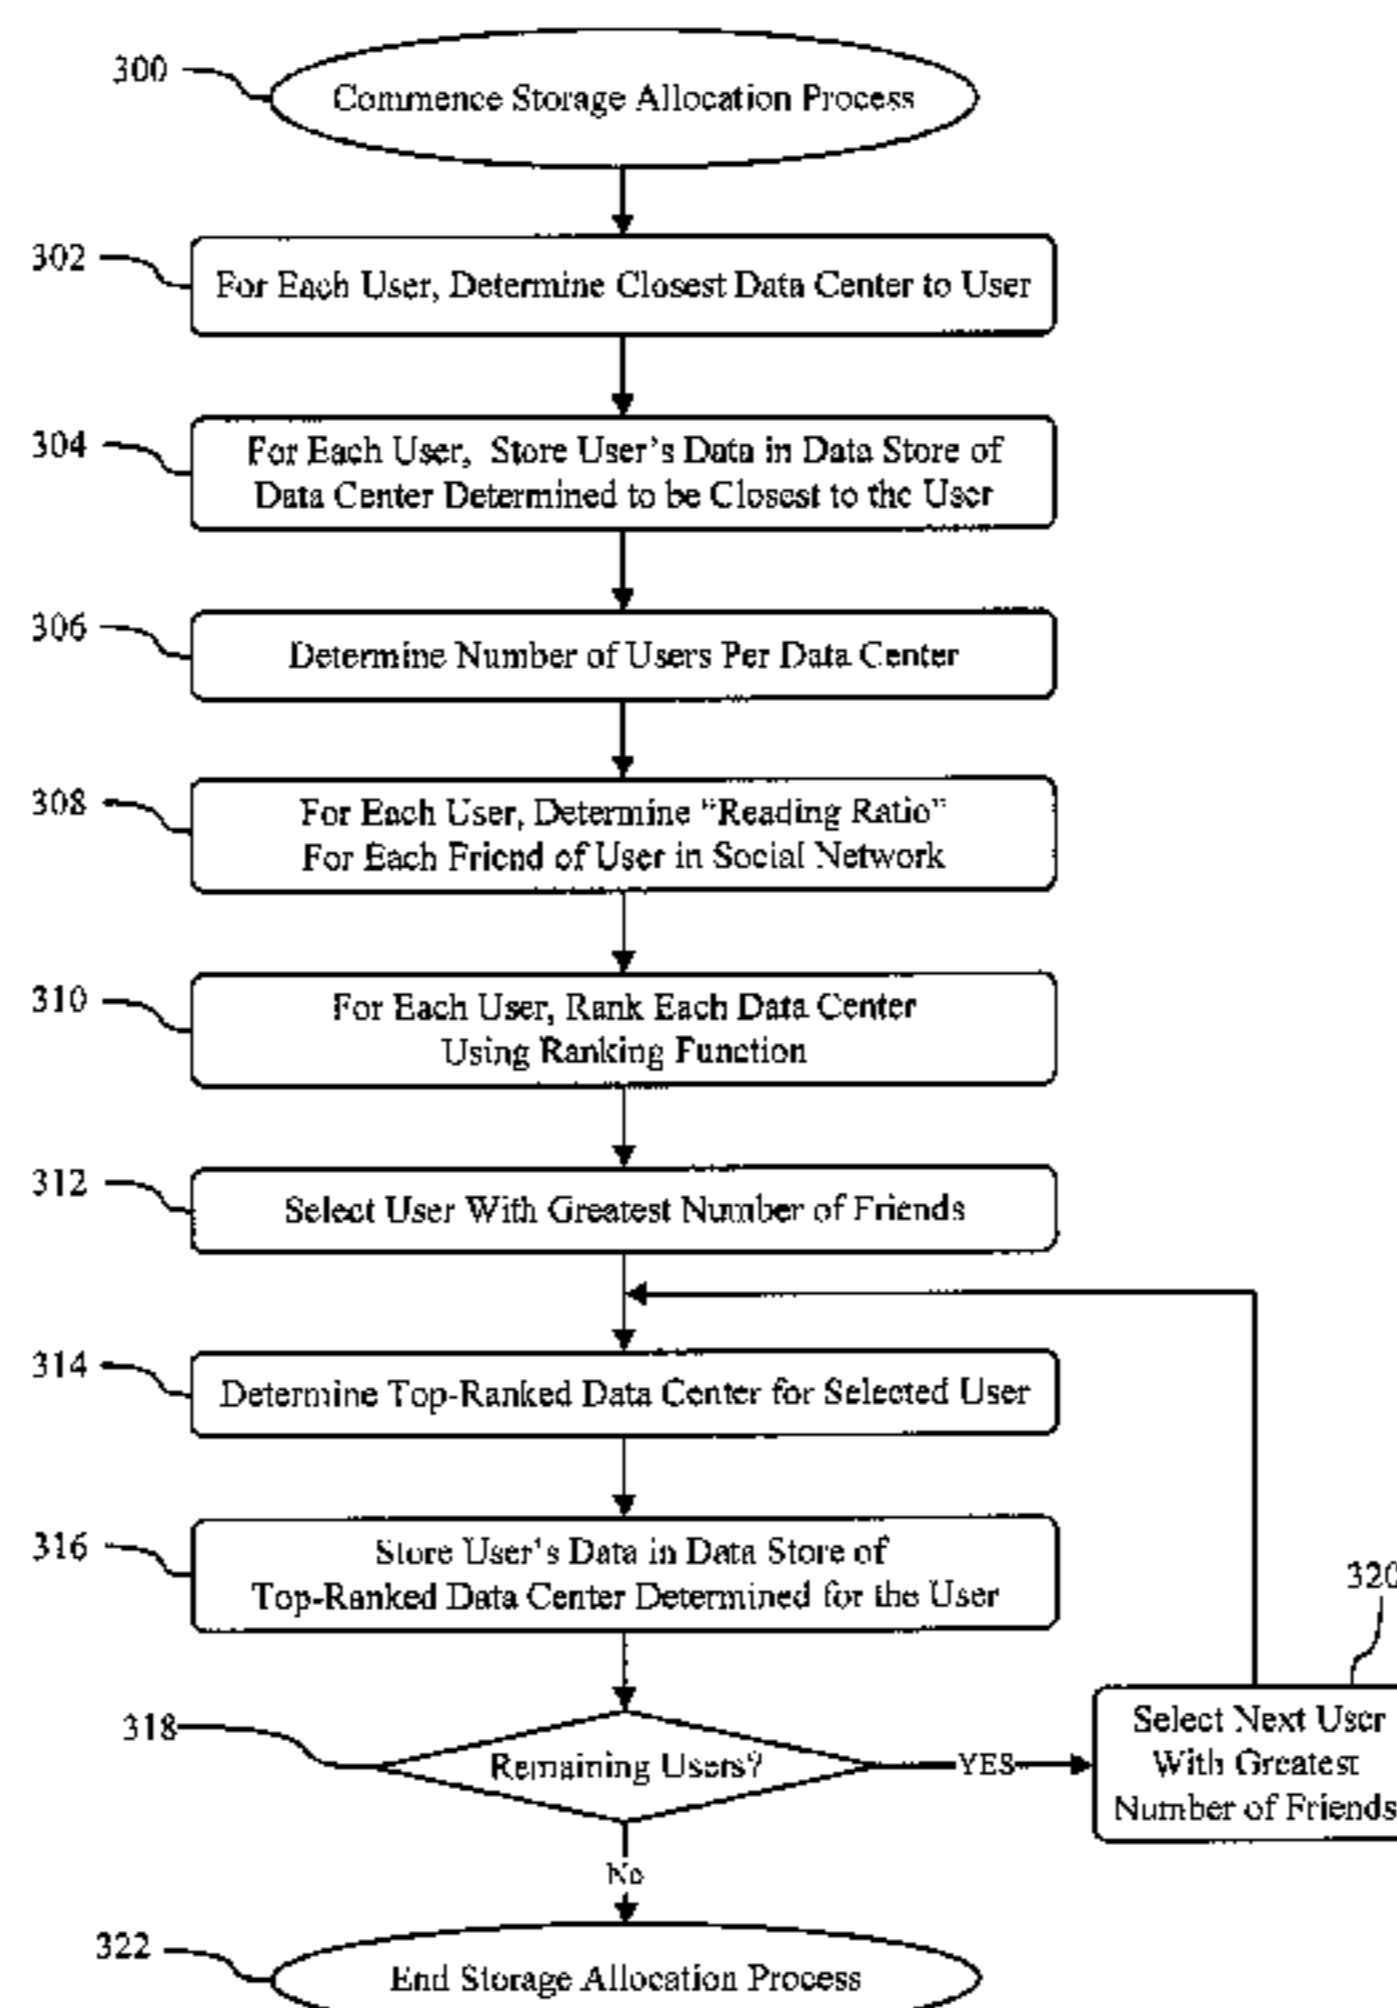 300
Commence Storage Allocation Process
302
For Each User, Determine Closest Data Center to User
304
For Each User, Store User's Data in Data Store of
Data Center Determined to be Closest to the User
306
Determine Number of Users Per Data Center
308
For Each User, Determine "Reading Ratio"
For Each Friend of User in Social Network
310
For Each User, Rank Each Data Center
Using Ranking Function
312
Select User With Greatest Number of Friends
314
Determine Top-Ranked Data Center for Selected User
316
Store User's Data in Data Store of
Top-Ranked Data Center Determined for the User
320
318
Remaining Users?
YES
Select Next User
With Greatest
Number of Friends
No
322
End Storage Allocation Process